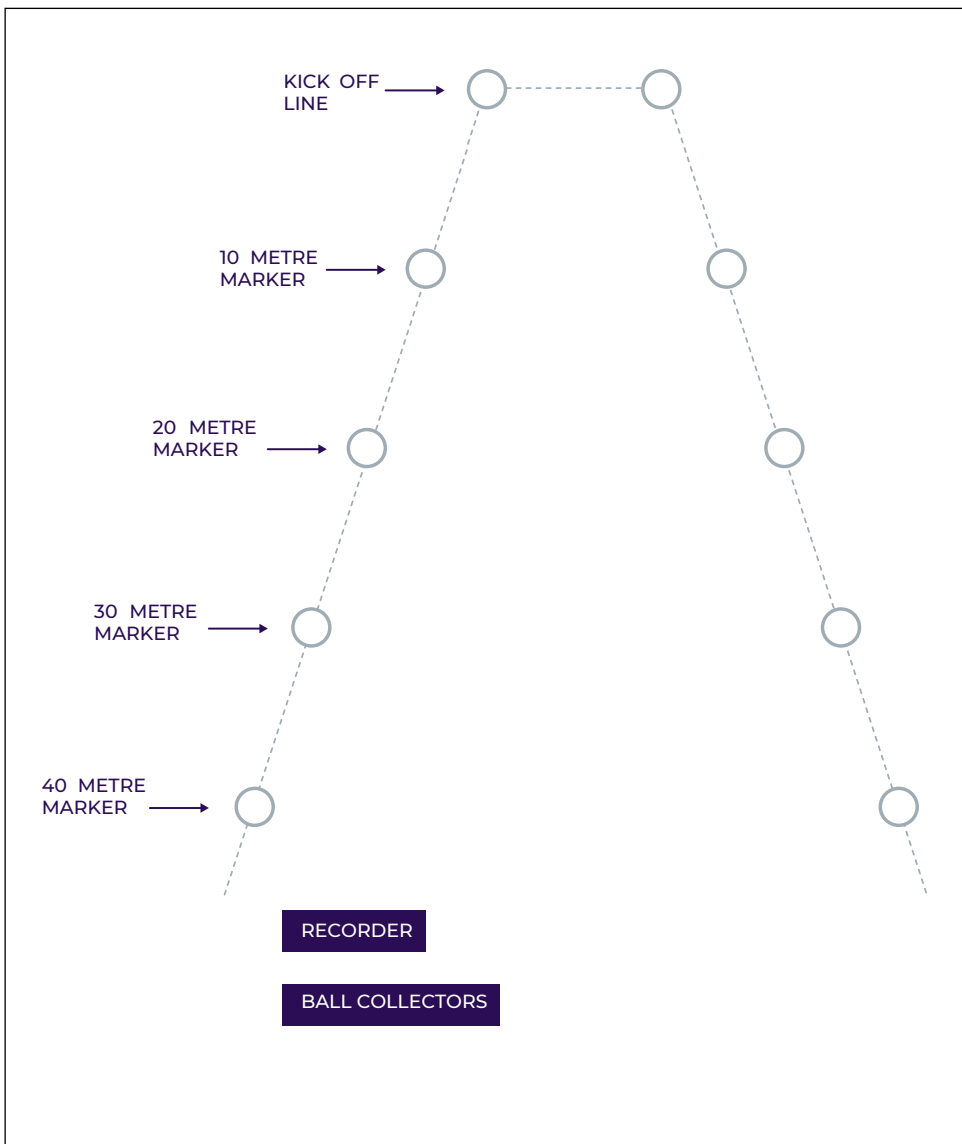 KICK OFF
LINE
10 METRE
MARKER
20 METRE
MARKER
30 METRE
MARKER
40 METRE
MARKER
RECORDER
BALL COLLECTORS